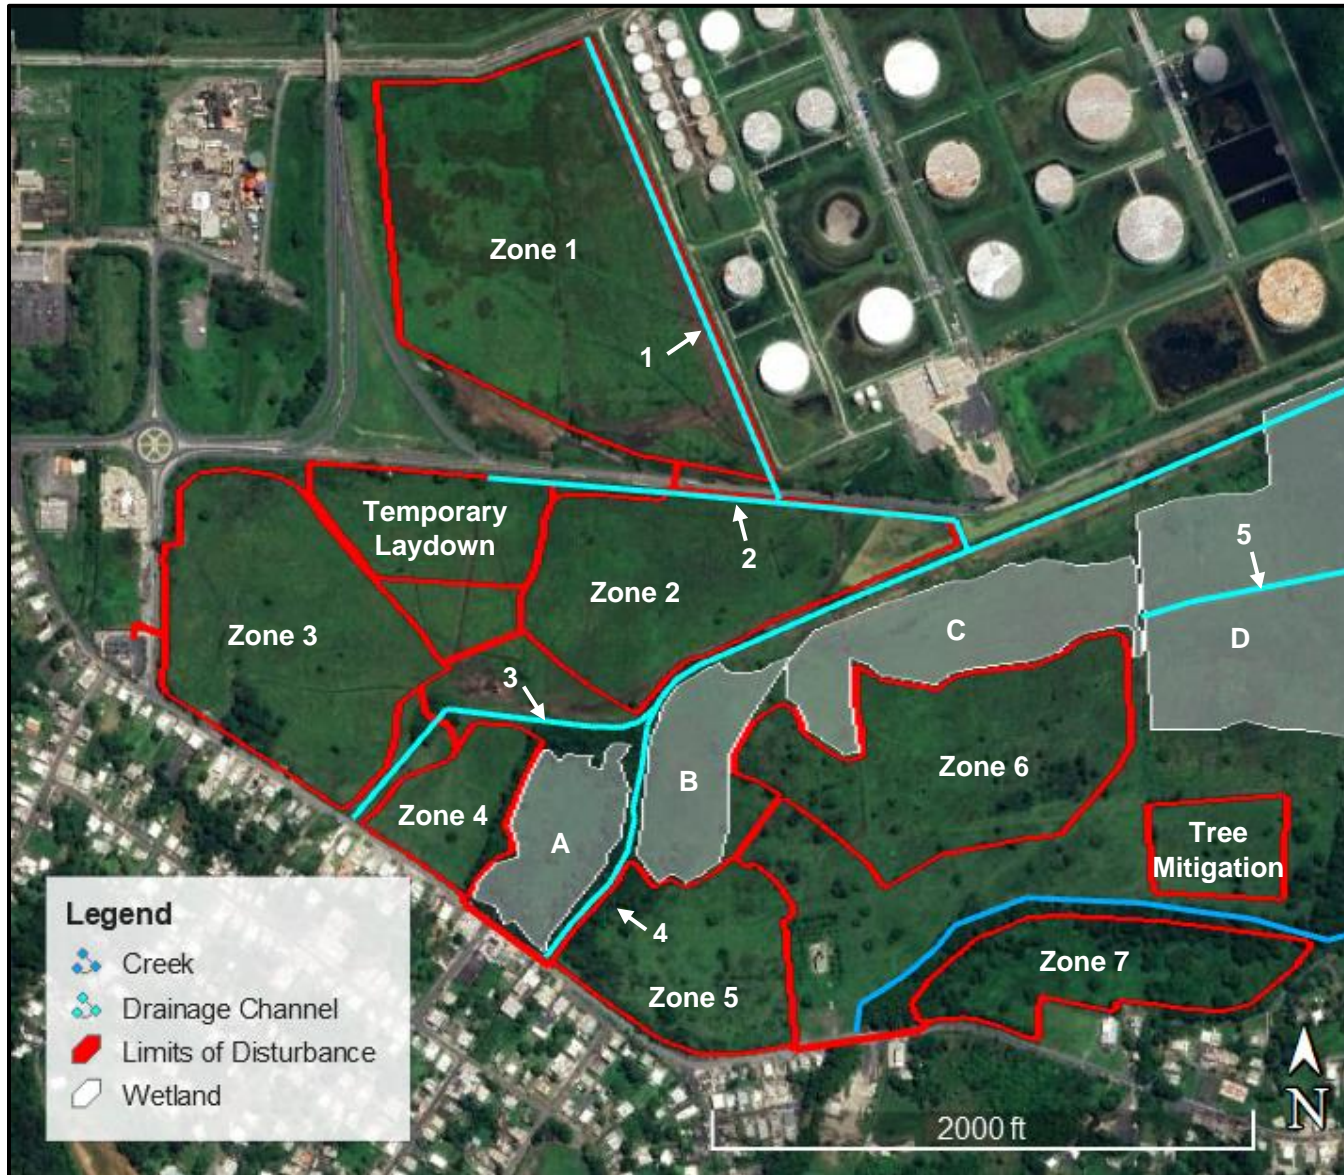 Zone 1
1
Temporary
Laydown
2
5
Zone 2
C
Zone 3
D
3
B
Zone 6
Zone 4
A
Tree
Mitigation
4
Zone 7
Zone 5
Legend
Creek
Drainage Channel
Limits of Disturbance
Wetland
2000 ft
N